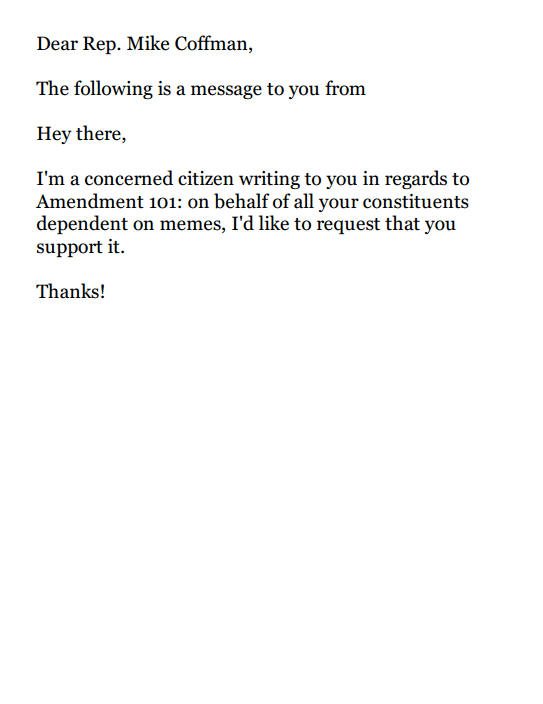 Dear Rep. Mike Coffman,
The following is a message to you from
Hey there,
I'm a concerned citizen writing to you in regards to
Amendment 101: on behalf of all your constituents
dependent on memes, I'd like to request that you
support it.
Thanks!